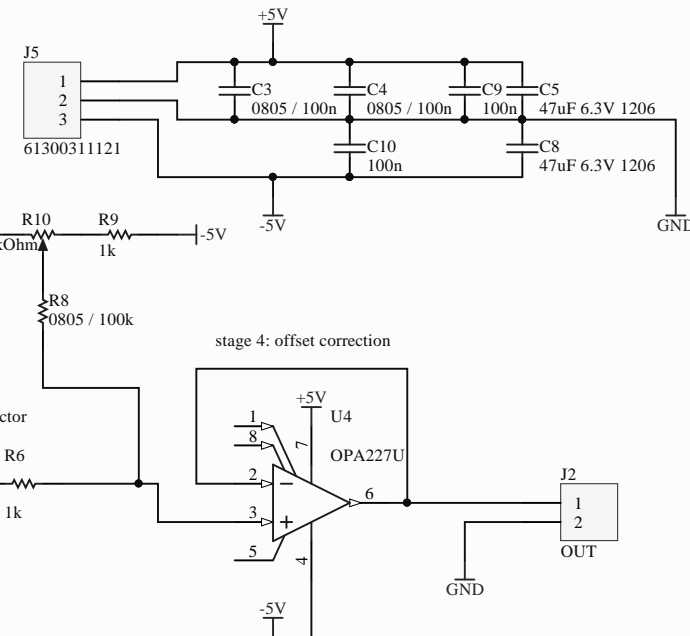 +5V
J5
1
2
3
61300311121
C3
0805 / 100n
C4
0805 / 100n
C9
100n
C5
47uF 6.3V 1206
C10
100n
C8
47uF 6.3V 1206
-5V
GND
R10
kOhm
R9
1k
-5V
R8
0805 / 100k
stage 4: offset correction
ctor
R6
1k
+5V
U4
OPA227U
1
8
7
2
3
5
4
6
J2
1
2
OUT
GND
-5V